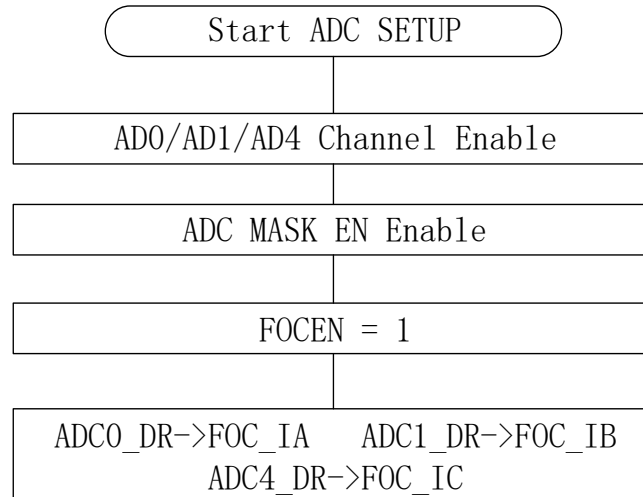 Start ADC SETUP
AD0/AD1/AD4 Channel Enable
ADC MASK EN Enable
FOCEN = 1
ADC0_DR->FOC_IA ADC1_DR->FOC_IB
ADC4_DR->FOC_IC